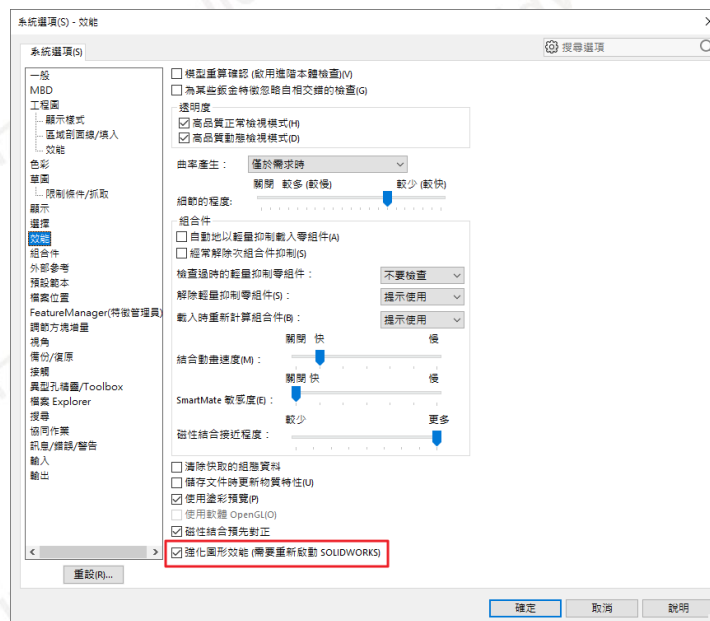 系統選項(S) - 效能
系統選項(S)
搜尋選項
一般
MBD
工程圖
顯示樣式
區域剖面線/填入
效能
色彩
草圖
限制條件/抓取
顯示
選擇
效能
組合件
外部參考
預設範本
檔案位置
FeatureManager(特徵管理員)
調節方塊增量
視角
備份/復原
接觸
異型孔精靈/Toolbox
檔案 Explorer
搜尋
協同作業
訊息/錯誤/警告
輸入
輸出
重設(R)...
模型重算確認 (啟用進階本體檢查)(V)
為某些鈑金特徵忽略自相交錯的檢查(G)
透明度
高品質正常檢視模式(H)
高品質動態檢視模式(D)
曲率產生： 僅於需求時
關閉 較多 (較慢) 較少 (較快)
細節的程度:
組合件
自動地以輕量抑制載入零組件(A)
經常解除次組合件抑制(S)
檢查過時的輕量抑制零組件： 不要檢查
解除輕量抑制零組件(S)： 提示使用
載入時重新計算組合件(B)： 提示使用
關閉 快 慢
結合動畫速度(M)：
關閉 快 慢
SmartMate 敏感度(E)：
較少 更多
磁性結合接近程度：
清除快取的組態資料
儲存文件時更新物質特性(U)
使用塗彩預覽(P)
使用軟體 OpenGL(O)
磁性結合預先對正
強化圖形效能 (需要重新啟動 SOLIDWORKS)
確定 取消 說明